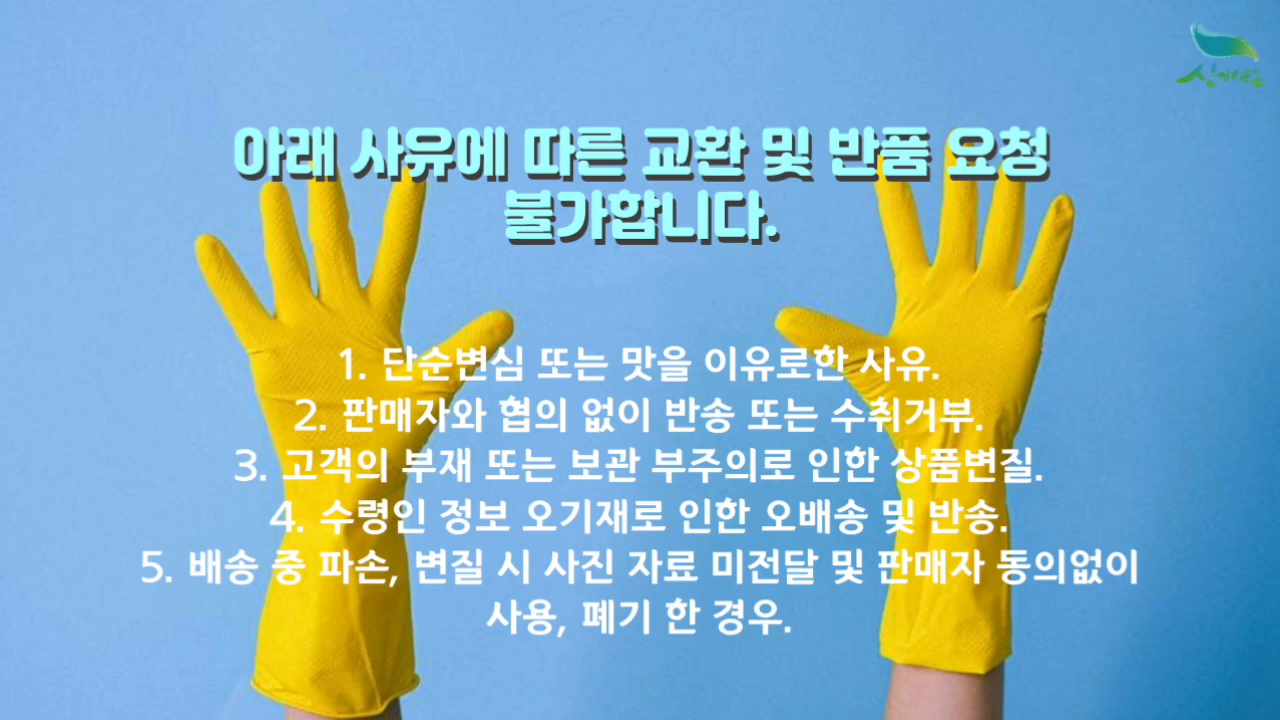 아래 사유에 따른 교환 및 반품 요청
불가합니다.
1. 단순변심 또는 맛을 이유로한 사유.
2. 판매자와 협의 없이 반송 또는 수취거부.
3. 고객의 부재 또는 보관 부주의로 인한 상품변질.
4. 수령인 정보 오기재로 인한 오배송 및 반송.
5. 배송 중 파손, 변질 시 사진 자료 미전달 및 판매자 동의없이
사용, 폐기 한 경우.